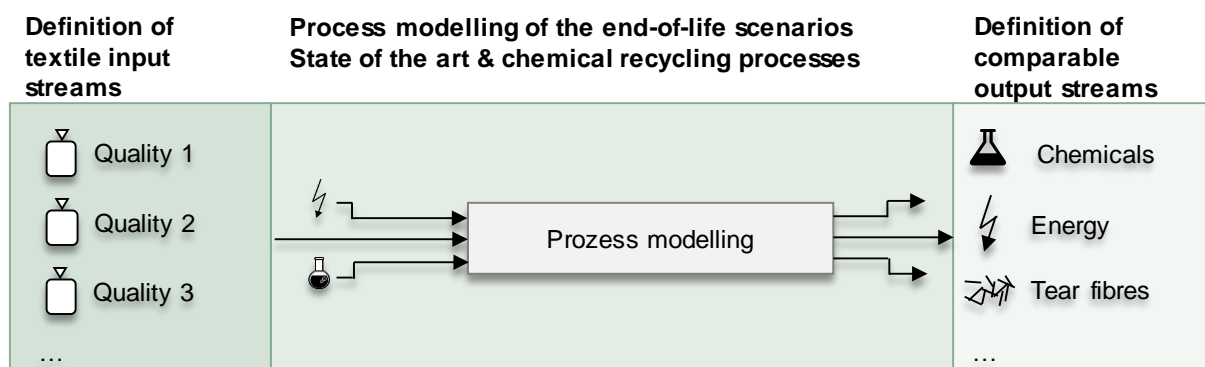 Definition of
textile input
streams
Process modelling of the end-of-life scenarios
State of the art & chemical recycling processes
Definition of
comparable
output streams
Quality 1
Quality 2
Quality 3
…
Prozess modelling
Chemicals
Energy
Tear fibres
…